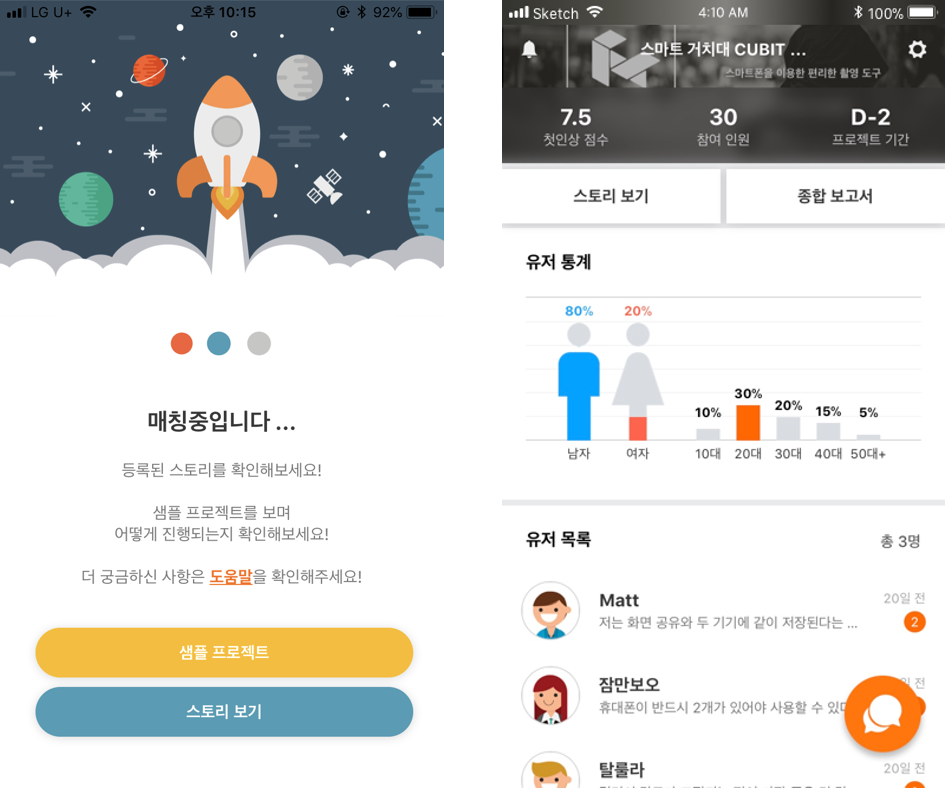 LG U+
오후 10:15
92%
매칭중입니다 ...
등록된 스토리를 확인해보세요!
샘플 프로젝트를 보며
어떻게 진행되는지 확인해보세요!
더 궁금하신 사항은 도움말을 확인해주세요!
샘플 프로젝트
스토리 보기
Sketch
4:10 AM
100%
스마트 거치대 CUBIT ...
스마트폰을 이용한 편리한 촬영 도구
7.5
30
D-2
첫인상 점수
참여 인원
프로젝트 기간
스토리 보기
종합 보고서
유저 통계
80%
20%
10%
30%
20%
15%
5%
남자
여자
10대
20대
30대
40대
50대+
유저 목록
총 3명
Matt
20일 전
저는 화면 공유와 두 기기에 같이 저장된다는 ...
2
잠만보오
일 전
휴대폰이 반드시 2개가 있어야 사용할 수 있
탈룰라
20일 전